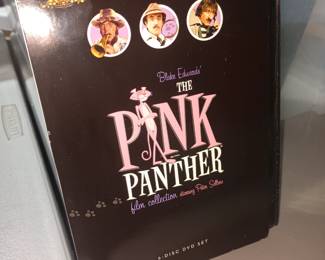 Blake Edwards'
THE
PINK
PANTHER
film collection starring Peter Sellers
-DISC DVD SET